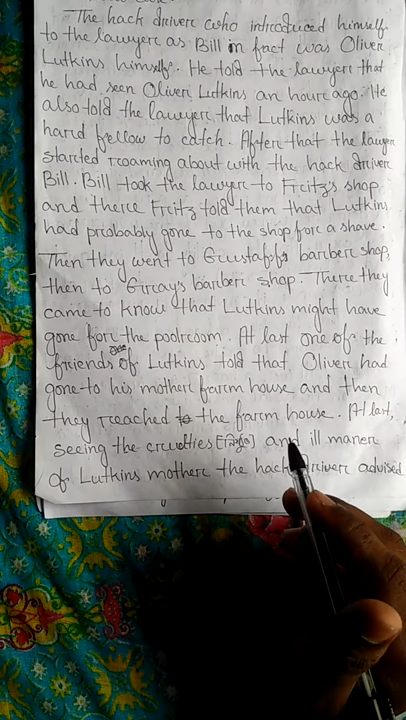 The hack driver who introduced himself
to the lawyer as Bill in fact was Oliver
Lutkins himself. He told the lawyer that
he had seen Oliver Lutkins an hour ago. He
also told the lawyer that Lutkins was a
hard fellow to catch. After that the lawyer
started roaming about with the hack driver
Bill. Bill took the lawyer to Fritz's shop
and there Fritz told them that Lutkins
had probably gone to the shop for a shave.
Then they went to Gustaff's barber shop,
then to Gray's barber shop. There they
came to know that Lutkins might have
gone for the poolroom. At last one of the
friends of Lutkins told that Oliver had
gone to his mother farm house and then
they reached the farm house. At last,
seeing the cruelties and ill maner
of Lutkins mother the hack driver advised